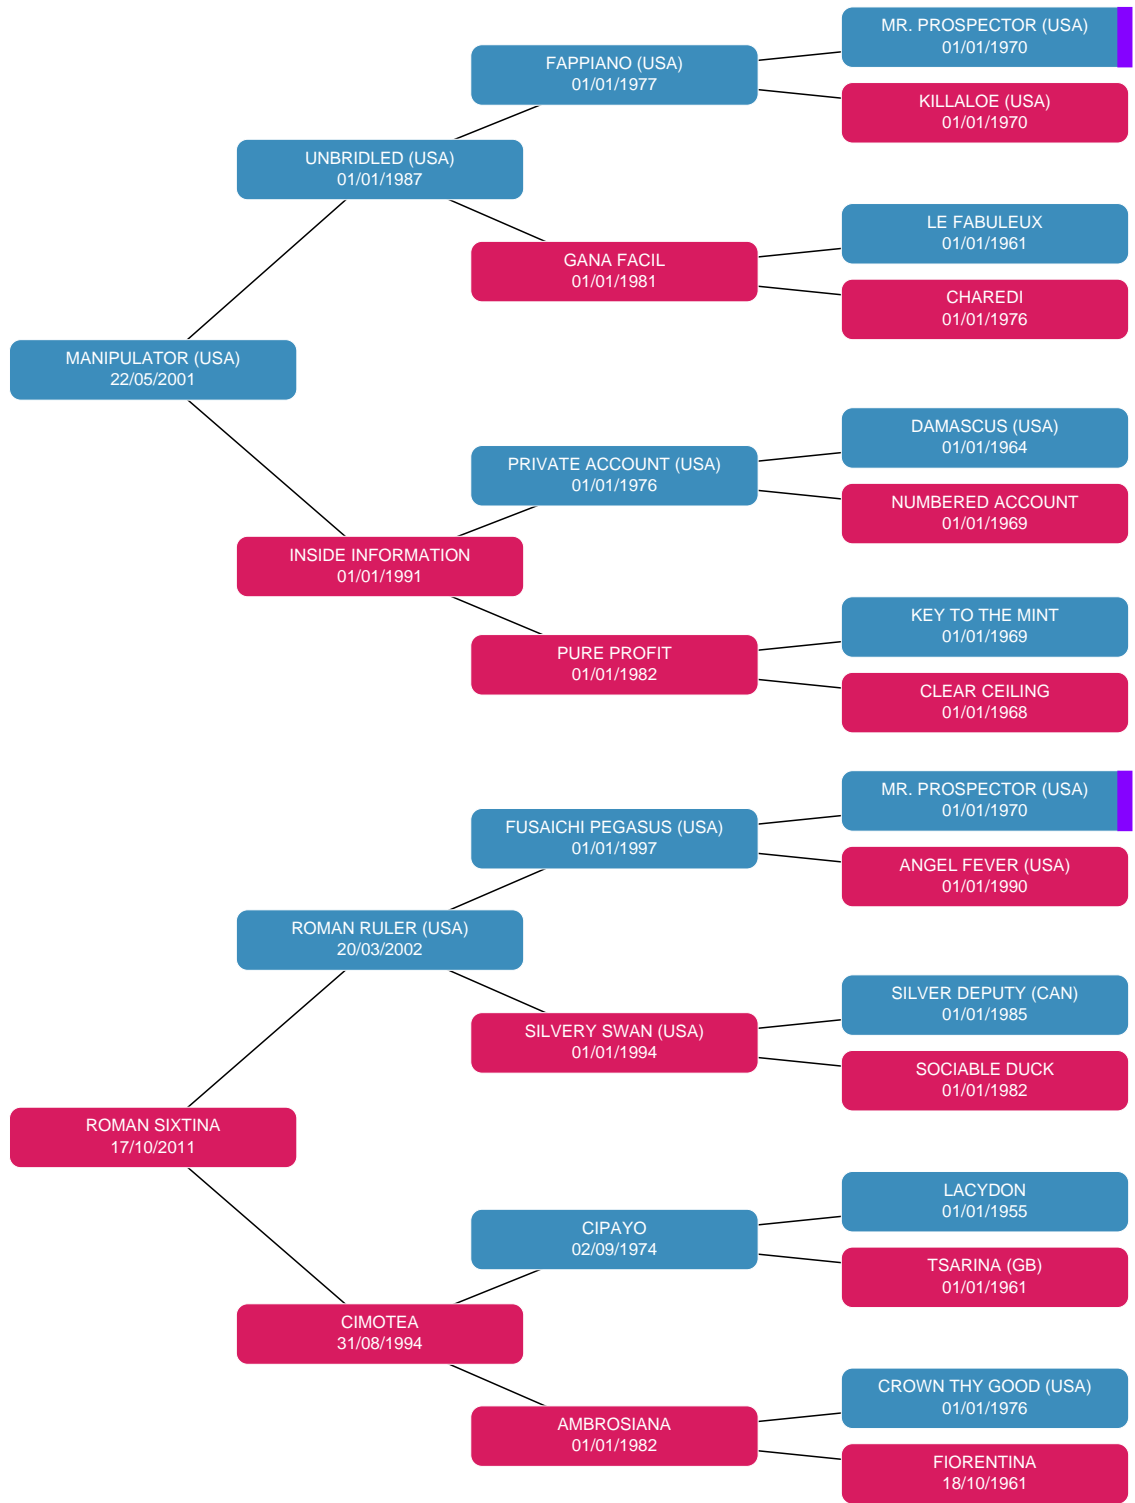 MR. PROSPECTOR (USA)
01/01/1970
FAPPIANO (USA)
01/01/1977
KILLALOE (USA)
01/01/1970
UNBRIDLED (USA)
01/01/1987
LE FABULEUX
01/01/1961
GANA FACIL
01/01/1981
CHAREDI
01/01/1976
MANIPULATOR (USA)
22/05/2001
DAMASCUS (USA)
01/01/1964
PRIVATE ACCOUNT (USA)
01/01/1976
NUMBERED ACCOUNT
01/01/1969
INSIDE INFORMATION
01/01/1991
KEY TO THE MINT
01/01/1969
PURE PROFIT
01/01/1982
CLEAR CEILING
01/01/1968
MR. PROSPECTOR (USA)
01/01/1970
FUSAICHI PEGASUS (USA)
01/01/1997
ANGEL FEVER (USA)
01/01/1990
ROMAN RULER (USA)
20/03/2002
SILVER DEPUTY (CAN)
01/01/1985
SILVERY SWAN (USA)
01/01/1994
SOCIABLE DUCK
01/01/1982
ROMAN SIXTINA
17/10/2011
LACYDON
01/01/1955
CIPAYO
02/09/1974
TSARINA (GB)
01/01/1961
CIMOTEA
31/08/1994
CROWN THY GOOD (USA)
01/01/1976
AMBROSIANA
01/01/1982
FIORENTINA
18/10/1961